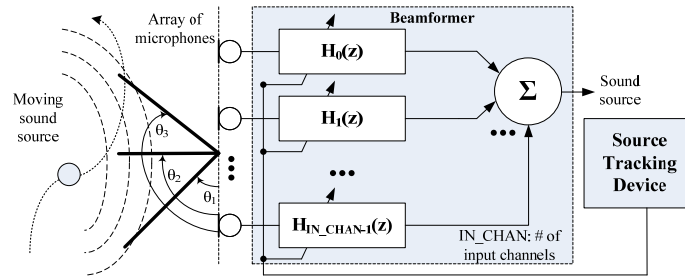 Array of
microphones
Beamformer
Moving
sound
source
θ3
θ2
θ1
H0(z)
H1(z)
HIN_CHAN-1(z)
Σ
Sound
source
Source
Tracking
Device
IN_CHAN: # of
input channels